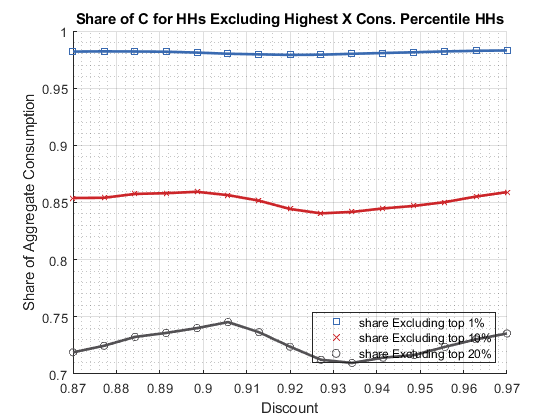 Share of C for HHs Excluding Highest X Cons. Percentile HHs
Share of Aggregate Consumption
1
0.95
0.9
0.85
0.8
0.75
0.7
share Excluding top 1%
share Excluding top 10%
share Excluding top 20%
0.87 0.88 0.89 0.9 0.91 0.92 0.93 0.94 0.95 0.96 0.97
Discount